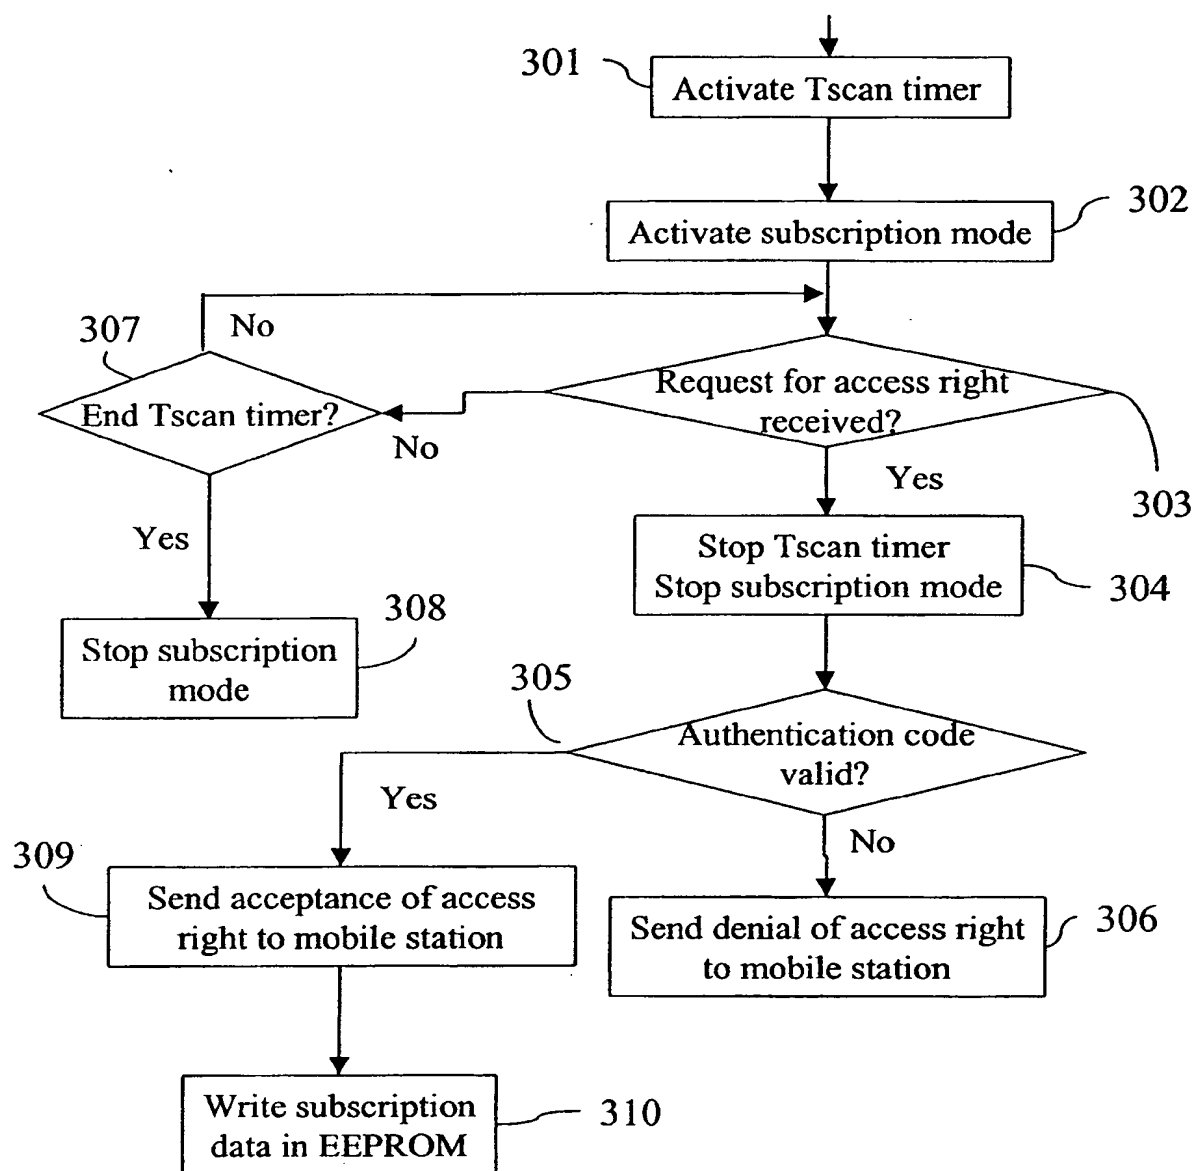 301
Activate Tscan timer
302
Activate subscription mode
307
No
Request for access right
received?
End Tscan timer?
No
Yes
303
Yes
Stop Tscan timer
Stop subscription mode
304
308
Stop subscription
mode
305
Authentication code
valid?
Yes
No
309
Send acceptance of access
right to mobile station
Send denial of access right
to mobile station
306
Write subscription
data in EEPROM
310